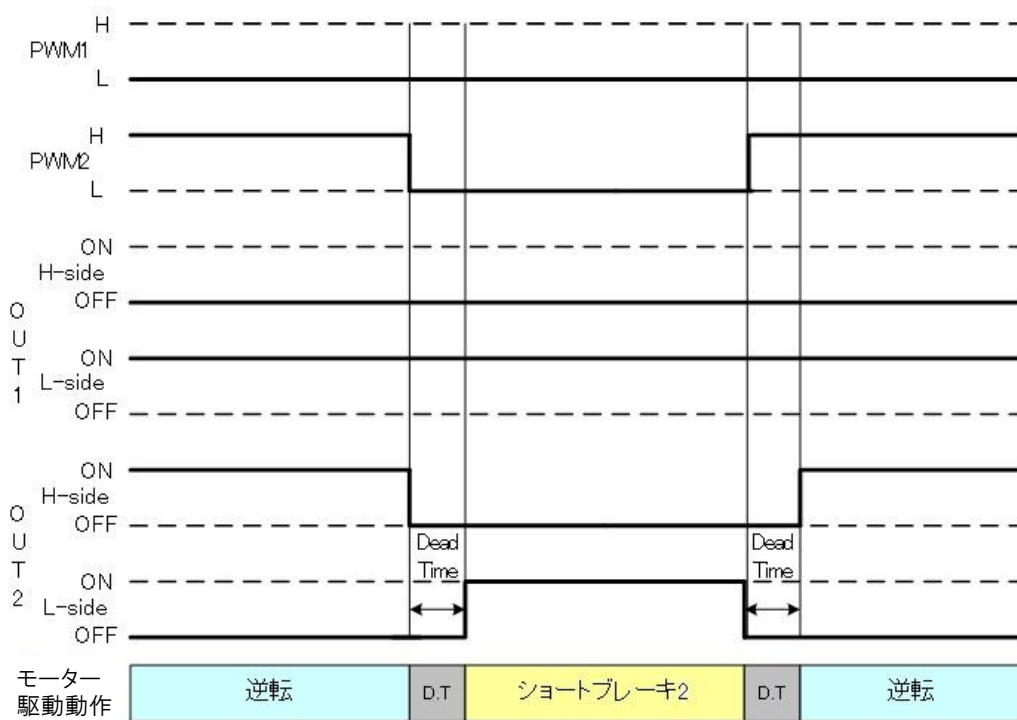 H
PWM1
L
H
PWM2
L
ON
H-side
OFF
OUT1
ON
L-side
OFF
ON
H-side
OFF
OUT2
Dead Time
Dead Time
ON
L-side
OFF
モーター
駆動動作
逆転
D.T
ショートブレーキ2
D.T
逆転